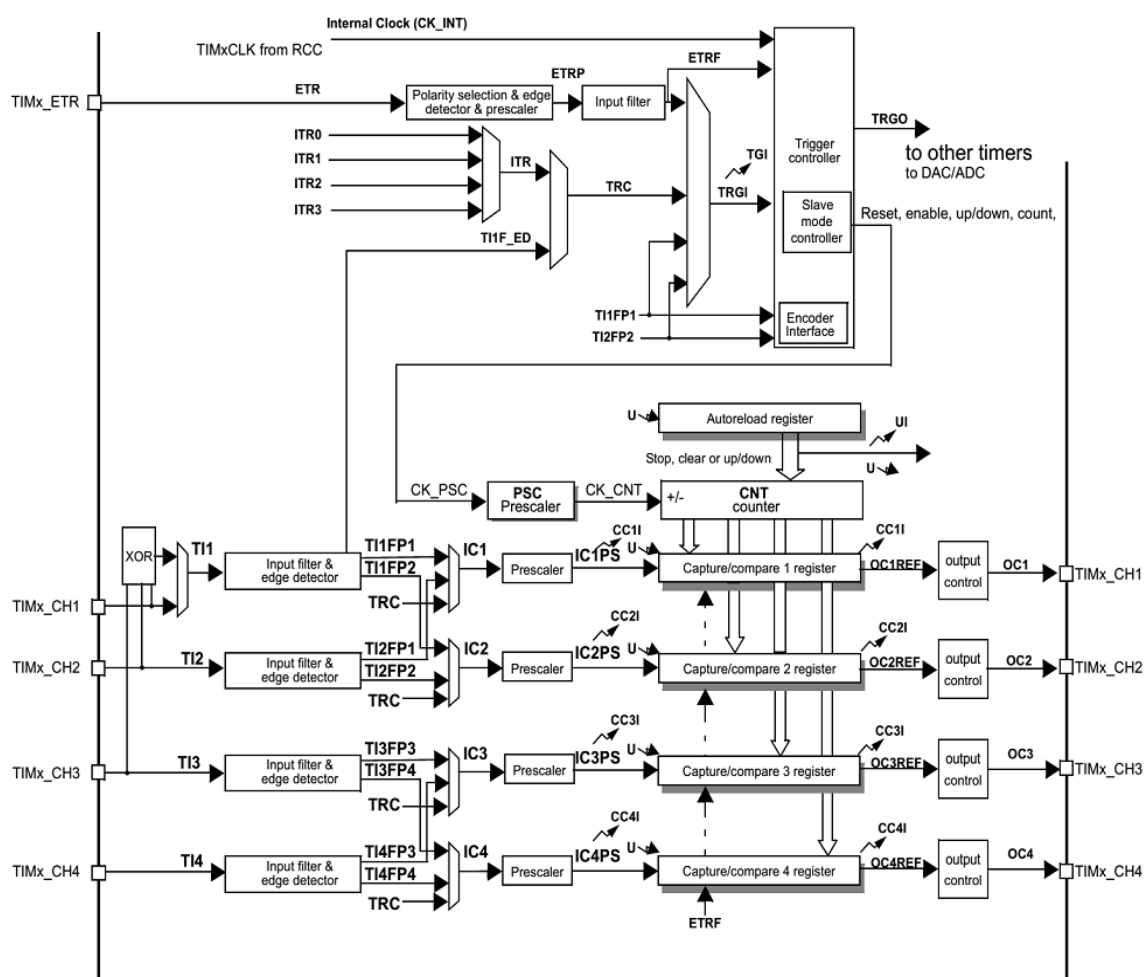 Internal Clock (CK_INT)
TIMxCLK from RCC
ETRF
ETR
ETRP
TIMx_ETR
Polarity selection & edge
detector & prescaler
Input filter
ITR0
ITR1
ITR2
ITR3
ITR
TRC
TI1F_ED
TGI
TRGI
Trigger
controller
TRGO
to other timers
to DAC/ADC
Slave
mode
controller
Reset, enable, up/down, count,
TI1FP1
TI2FP2
Encoder
Interface
U
Autoreload register
UI
Stop, clear or up/down
U
CK_PSC
PSC
Prescaler
CK_CNT
+/-
CNT
counter
XOR
TI1
Input filter &
edge detector
TI1FP1
TI1FP2
TRC
IC1
Prescaler
CC1I
IC1PS
U
Capture/compare 1 register
CC1I
OC1REF
output
control
OC1
TIMx_CH1
TIMx_CH1
TIMx_CH2
TI2
Input filter &
edge detector
TI2FP1
TI2FP2
TRC
IC2
Prescaler
CC2I
IC2PS
U
Capture/compare 2 register
CC2I
OC2REF
output
control
OC2
TIMx_CH2
TIMx_CH3
TI3
Input filter &
edge detector
TI3FP3
TI3FP4
TRC
IC3
Prescaler
CC3I
IC3PS
U
Capture/compare 3 register
CC3I
OC3REF
output
control
OC3
TIMx_CH3
TIMx_CH4
TI4
Input filter &
edge detector
TI4FP3
TI4FP4
TRC
IC4
Prescaler
CC4I
IC4PS
U
Capture/compare 4 register
CC4I
OC4REF
output
control
OC4
TIMx_CH4
ETRF